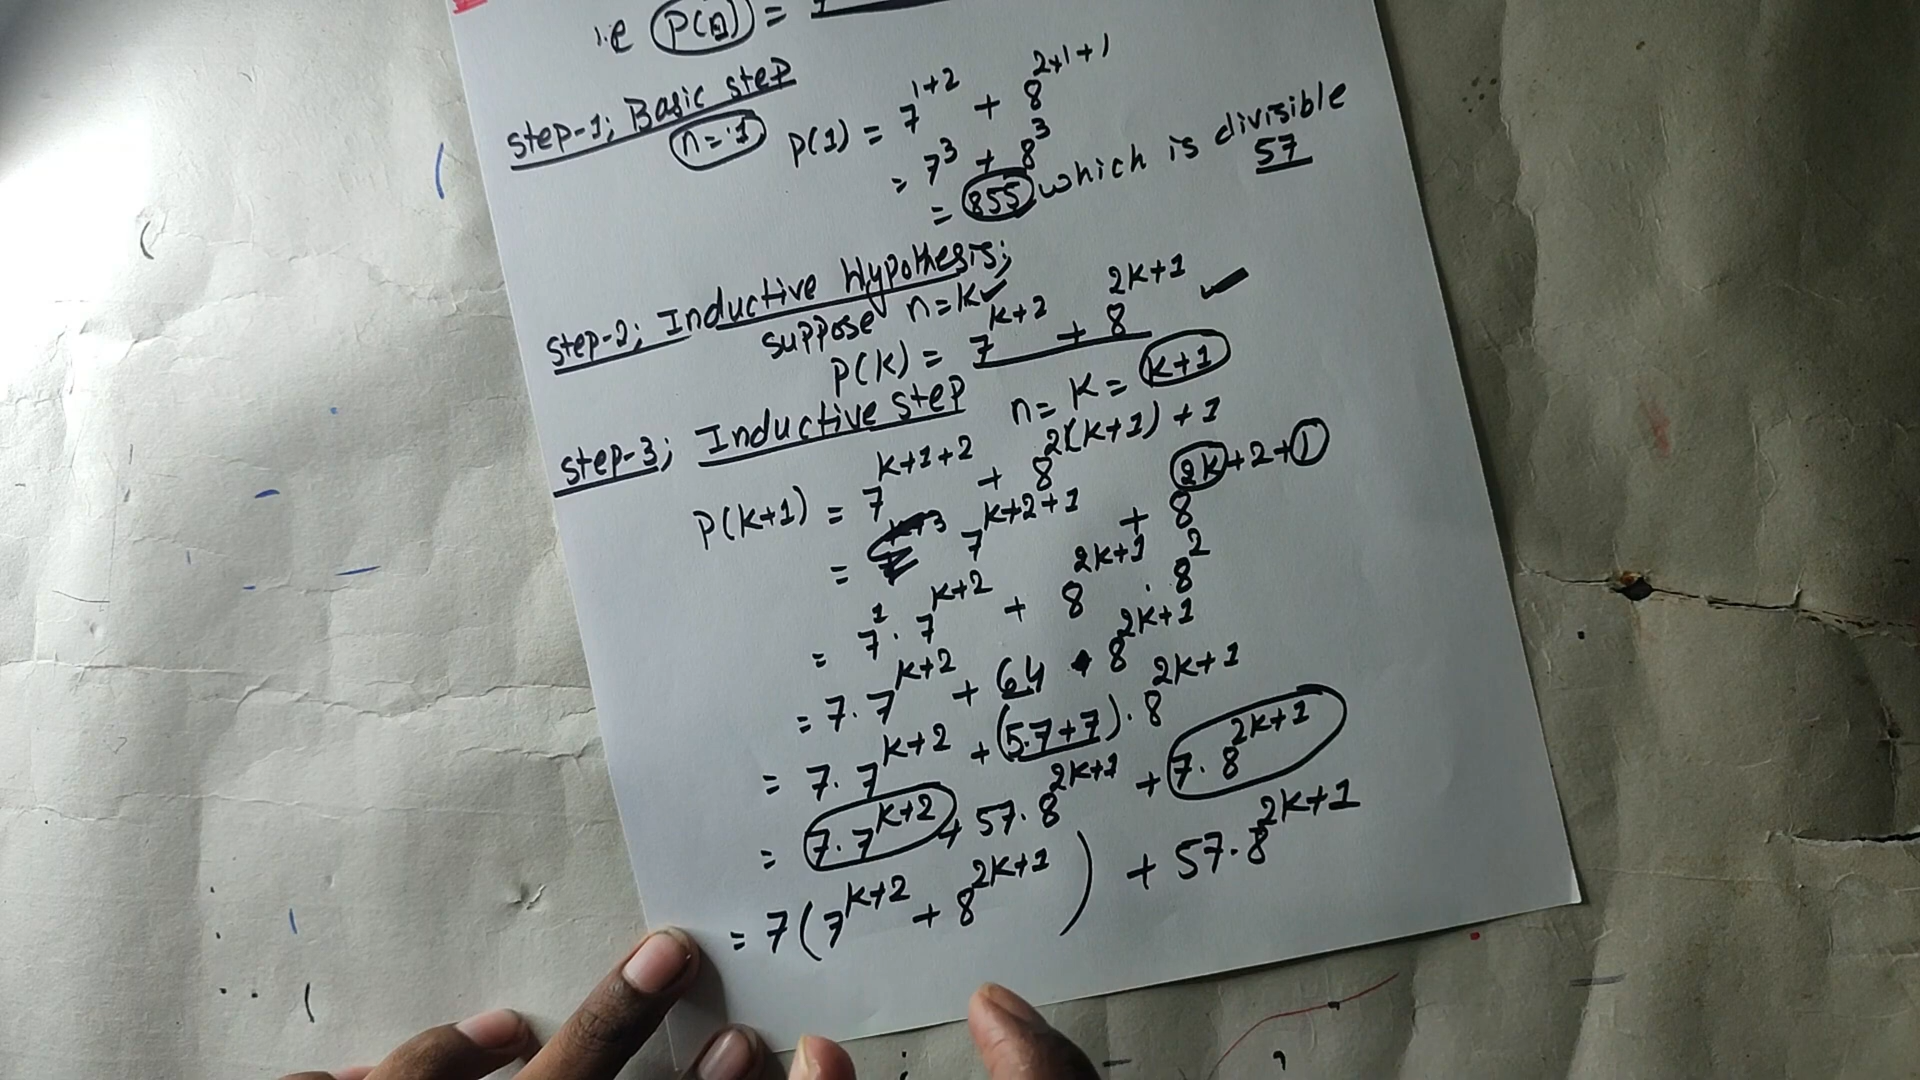 i.e P(n) =
step-1; Basic step
n = 1 P(1) = 7^{1+2} + 8^{2×1+1}
= 7^3 + 8^3
= 855 which is divisible 57
step-2; Inductive Hypothesis;
suppose n=k ✓
P(k) = 7^{k+2} + 8^{2k+1} ✓
step-3; Inductive step n = k = k+1
P(k+1) = 7^{k+1+2} + 8^{2(k+1)+1}
= 7^{k+2+1} + 8^{2k+2+1}
= 7^1 . 7^{k+2} + 8^{2k+1} . 8^2
= 7.7^{k+2} + 64 . 8^{2k+1}
= 7.7^{k+2} + (5.7+7). 8^{2k+1}
= 7.7^{k+2} + 57.8^{2k+1} + 7.8^{2k+1}
= 7(7^{k+2} + 8^{2k+1}) + 57.8^{2k+1}